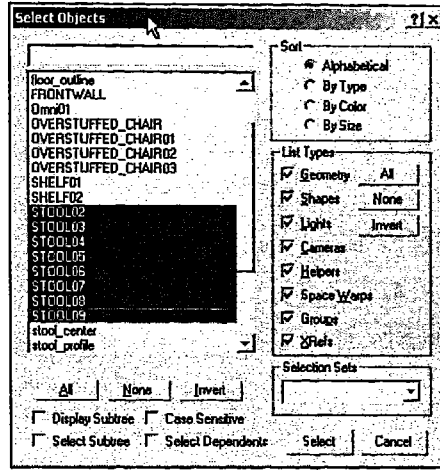 Select Objects
floor_outline
FRONTWALL
Omni01
OVERSTUFFED_CHAIR
OVERSTUFFED_CHAIR01
OVERSTUFFED_CHAIR02
OVERSTUFFED_CHAIR03
SHELF01
SHELF02
STOOL02
STOOL03
STOOL04
STOOL05
STOOL06
STOOL07
STOOL08
STOOL09
stool_center
stool_profile
All None Invert
Display Subtree Case Sensitive
Select Subtree Select Dependents
Sort
Alphabetical
By Type
By Color
By Size
List Types
Geometry All
Shapes None
Lights Invert
Cameras
Helpers
Space Warps
Groups
XRefs
Selection Sets
Select Cancel